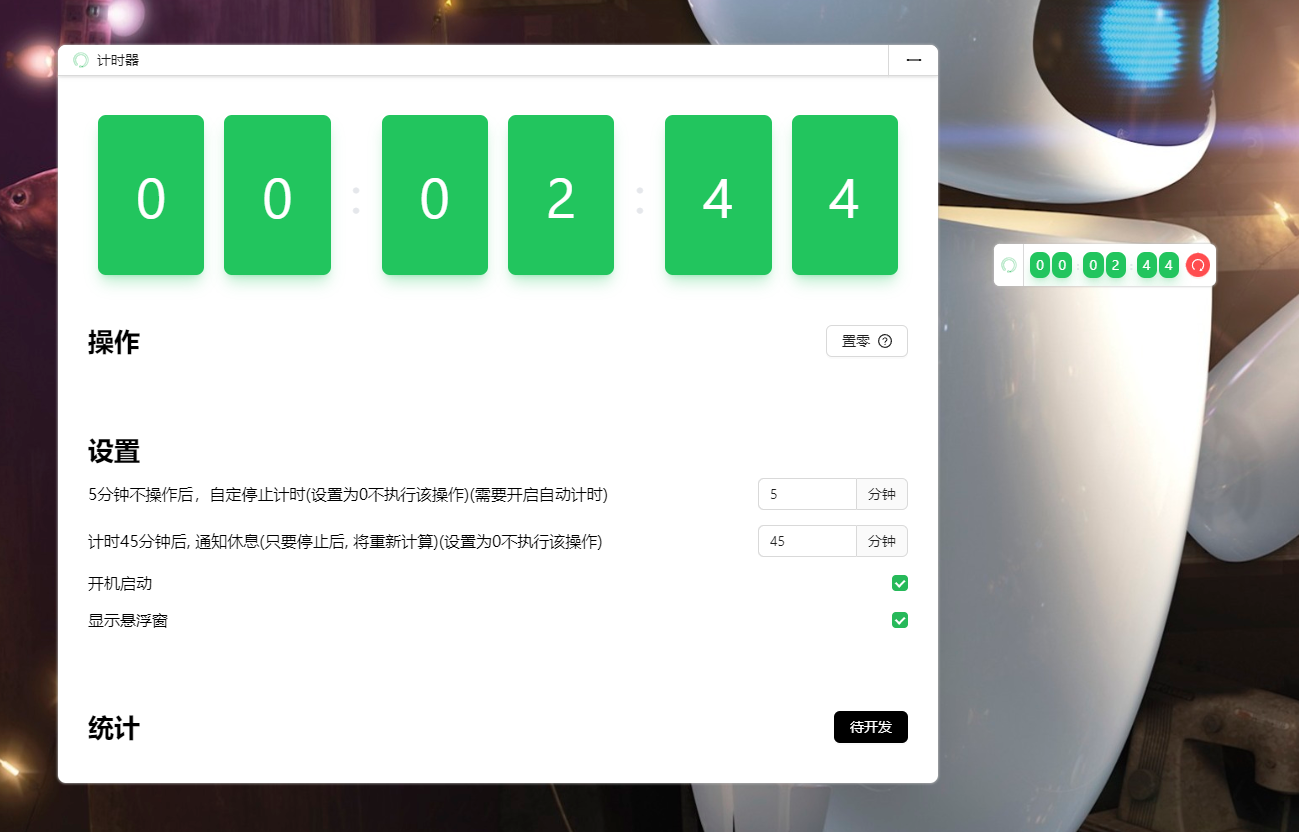 计时器
0 0 : 0 2 : 4 4
0 0 : 0 2 : 4 4
操作
置零
设置
5分钟不操作后，自定停止计时(设置为0不执行该操作)(需要开启自动计时)
5 分钟
计时45分钟后, 通知休息(只要停止后, 将重新计算)(设置为0不执行该操作)
45 分钟
开机启动
显示悬浮窗
统计
待开发